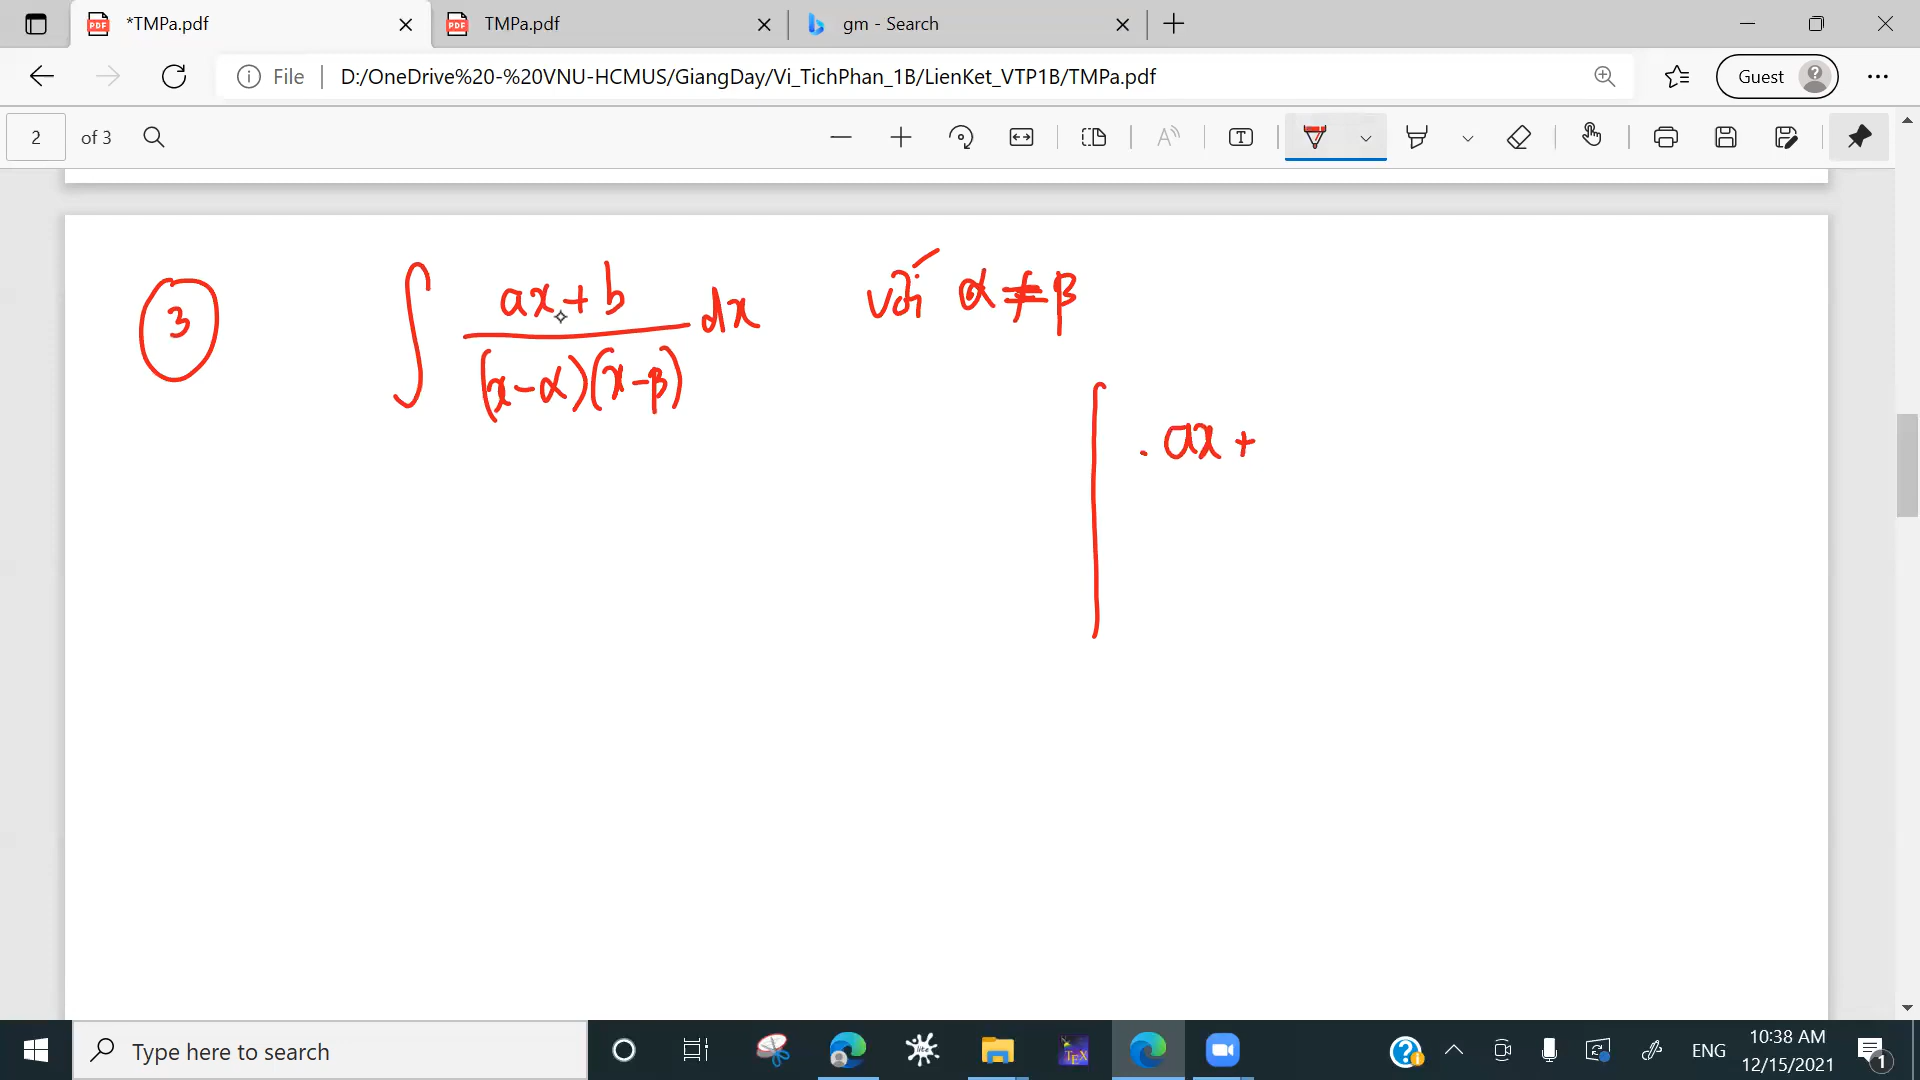 *TMPa.pdf TMPa.pdf gm - Search
File D:/OneDrive%20-%20VNU-HCMUS/GiangDay/Vi_TichPhan_1B/LienKet_VTP1B/TMPa.pdf Guest
2 of 3
3 ∫ (ax + b) / ((x-α)(x-β)) dx với α ≠ β
. ax +
Type here to search
ENG
10:38 AM
12/15/2021
1